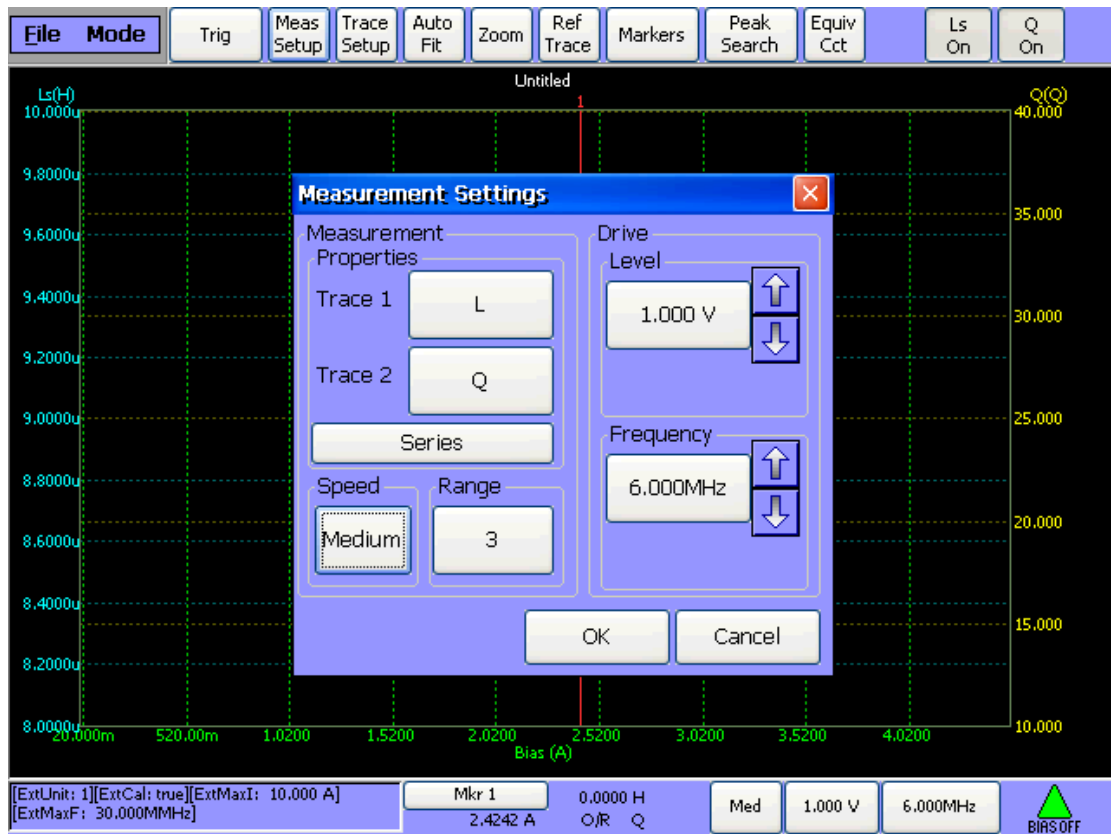 File Mode Trig Meas Setup Trace Setup Auto Fit Zoom Ref Trace Markers Peak Search Equiv Cct Ls On Q On
Untitled
Ls(H)
Q(Q)
1
10.000u
9.8000u
9.6000u
9.4000u
9.2000u
9.0000u
8.8000u
8.6000u
8.4000u
8.2000u
8.0000u
40.000
35.000
30.000
25.000
20.000
15.000
10.000
Measurement Settings
Measurement
Properties
Trace 1 L
Trace 2 Q
Series
Speed Range
Medium 3
Drive
Level
1.000 V
Frequency
6.000MHz
OK Cancel
20.000m 520.00m 1.0200 1.5200 2.0200 2.5200 3.0200 3.5200 4.0200
Bias (A)
[ExtUnit: 1][ExtCal: true][ExtMaxI: 10.000 A]
[ExtMaxF: 30.000MMHz]
Mkr 1 0.0000 H
2.4242 A O/R Q
Med 1.000 V 6.000MHz
BIAS OFF